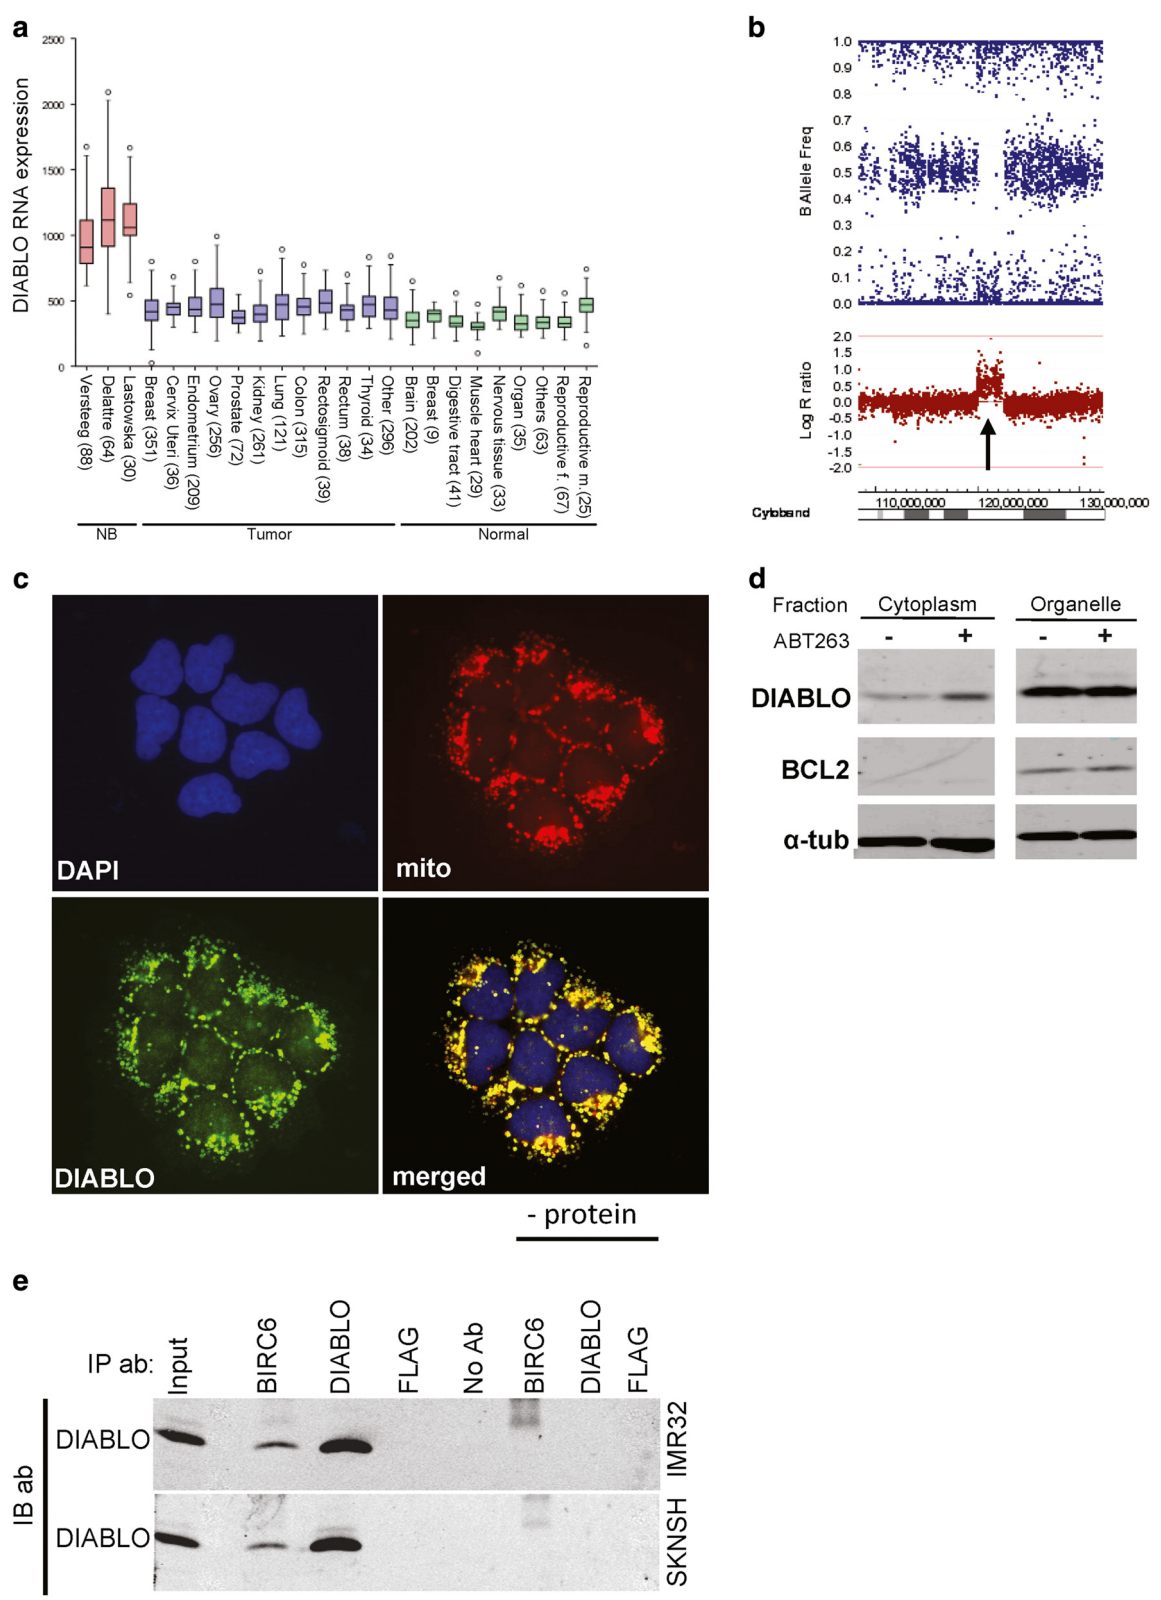 a
DIABLO RNA expression
2500
2000
1500
1000
500
0
Versteeg (88)
Delattre (64)
Lastowska (30)
Breast (351)
Cervix Uteri (36)
Endometrium (209)
Ovary (256)
Prostate (72)
Kidney (261)
Lung (121)
Colon (315)
Rectosigmoid (39)
Rectum (38)
Thyroid (34)
Other (296)
Brain (202)
Breast (9)
Digestive tract (41)
Muscle heart (29)
Nervous tissue (33)
Organ (35)
Others (63)
Reproductive f. (67)
Reproductive m.(25)
NB
Tumor
Normal
b
B Allele Freq
1.0
0.9
0.8
0.7
0.6
0.5
0.4
0.3
0.2
0.1
0.0
Log R ratio
2.0
1.5
1.0
0.5
0.0
-0.5
-1.0
-1.5
-2.0
110,000,000
120,000,000
130,000,000
c
DAPI
mito
DIABLO
merged
d
Fraction
Cytoplasm
Organelle
ABT263
- + - +
DIABLO
BCL2
α-tub
- protein
e
IP ab:
Input
BIRC6
DIABLO
FLAG
No Ab
BIRC6
DIABLO
FLAG
IB ab
DIABLO
IMR32
DIABLO
SKNSH